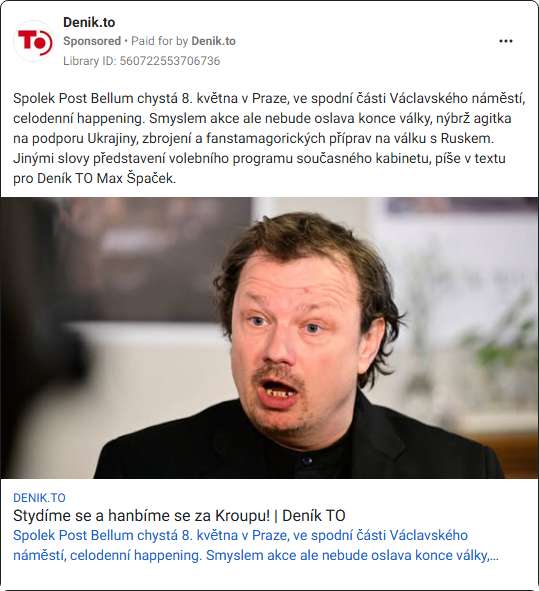 Denik.to
Sponsored • Paid for by Denik.to
Library ID: 560722553706736
TO
Spolek Post Bellum chystá 8. května v Praze, ve spodní části Václavského náměstí,
celodenní happening. Smyslem akce ale nebude oslava konce války, nýbrž agitka
na podporu Ukrajiny, zbrojení a fanstamagorických příprav na válku s Ruskem.
Jinými slovy představení volebního programu současného kabinetu, píše v textu
pro Deník TO Max Špaček.
DENIK.TO
Stydíme se a hanbíme se za Kroupu! | Deník TO
Spolek Post Bellum chystá 8. května v Praze, ve spodní části Václavského
náměstí, celodenní happening. Smyslem akce ale nebude oslava konce války,...